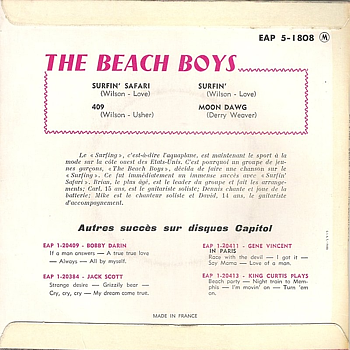 EAP 5-1808 M
THE BEACH BOYS
SURFIN' SAFARI
(Wilson - Love)
SURFIN'
(Wilson - Love)
409
(Wilson - Usher)
MOON DAWG
(Derry Weaver)
Le « Surfing », c'est-à-dire l'aquaplane, est maintenant le sport à la
mode sur la côte ouest des Etats-Unis. C'est pourquoi un groupe de jeu-
nes garçons, « The Beach Boys », décida de faire une chanson sur le
« Surfing ». Ce fut immédiatement un immense succès avec « Surfin'
Safari ». Brian, le plus âgé, est le leader du groupe et fait les arrange-
ments; Carl, 15 ans, est le guitariste soliste; Dennis chante et joue de la
batterie; Mike est le chanteur soliste et David, 14 ans, le guitariste
d'accompagnement.
Autres succès sur disques Capitol
EAP 1-20409 - BOBBY DARIN
If a man answers — A true true love
— Always — All by myself.
EAP 1-20384 - JACK SCOTT
Strange desire — Grizzily bear —
Cry, cry, cry — My dream come true.
EAP 1-20411 - GENE VINCENT
IN PARIS
Race with the devil — I got it —
Say Mama — Love of a man.
EAP 1-20413 - KING CURTIS PLAYS
Beach party — Night train to Mem-
phis — I'm movin' on — Turn 'em
on.
MADE IN FRANCE